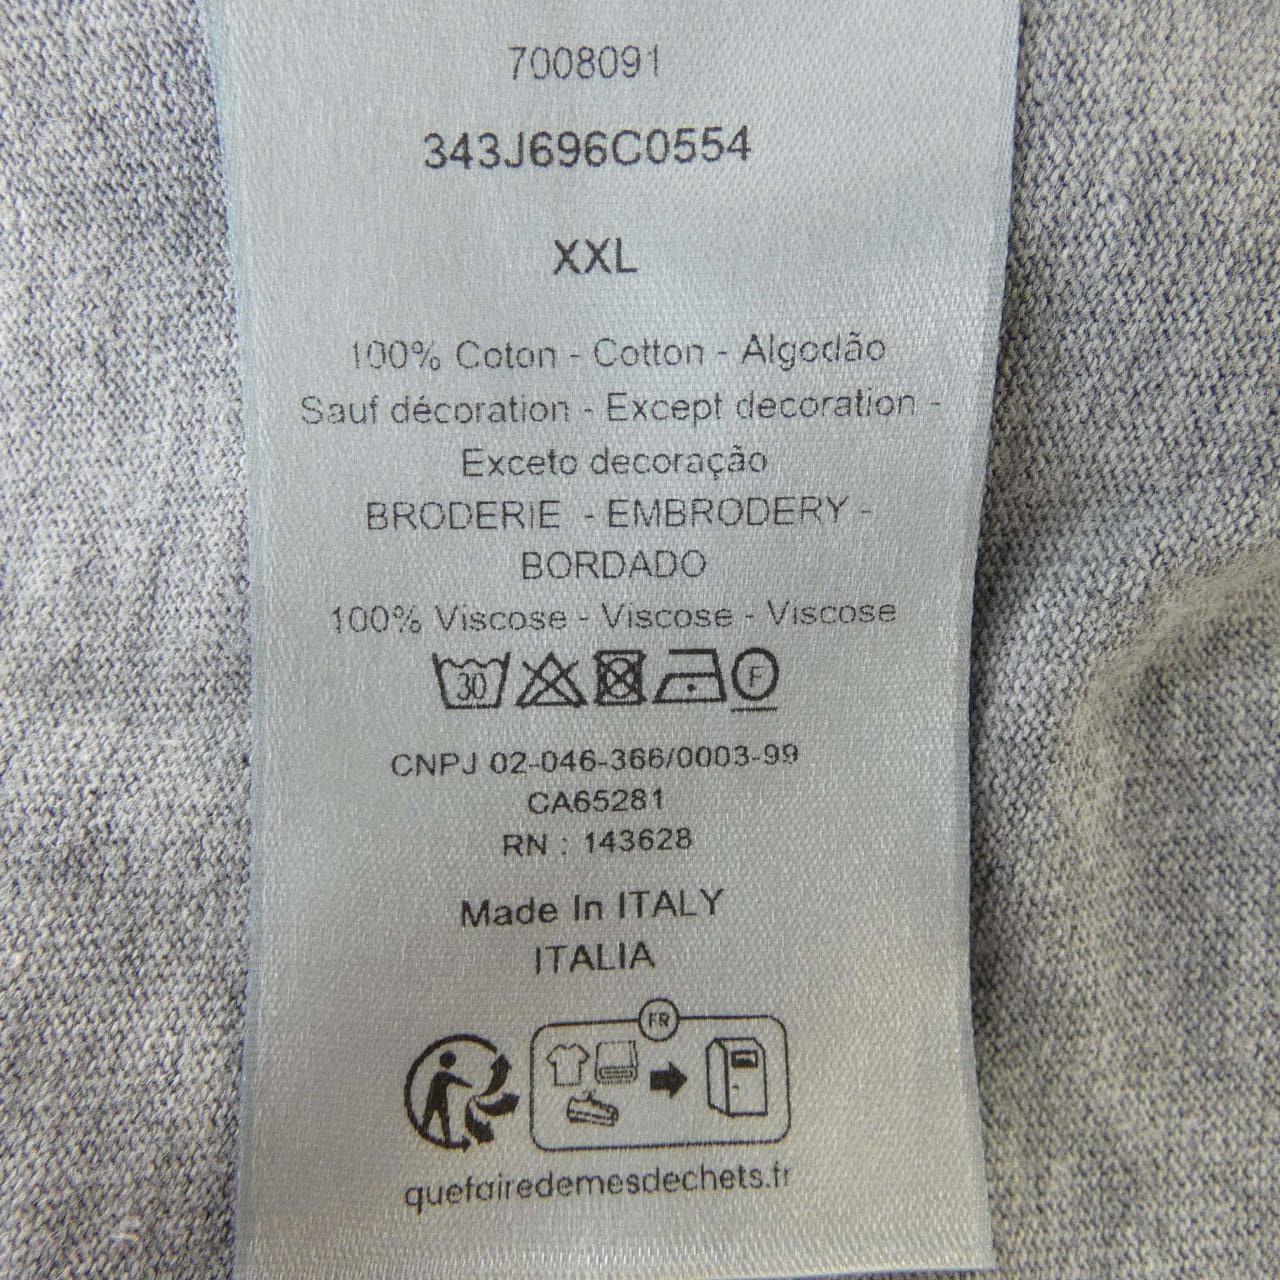 7008091
343J696C0554
XXL
100% Coton - Cotton - Algodão
Sauf décoration - Except decoration -
Exceto decoração
BRODERIE - EMBRODERY -
BORDADO
100% Viscose - Viscose - Viscose
30 F
CNPJ 02-046-366/0003-99
CA65281
RN : 143628
Made In ITALY
ITALIA
FR
quefairedemesdechets.fr